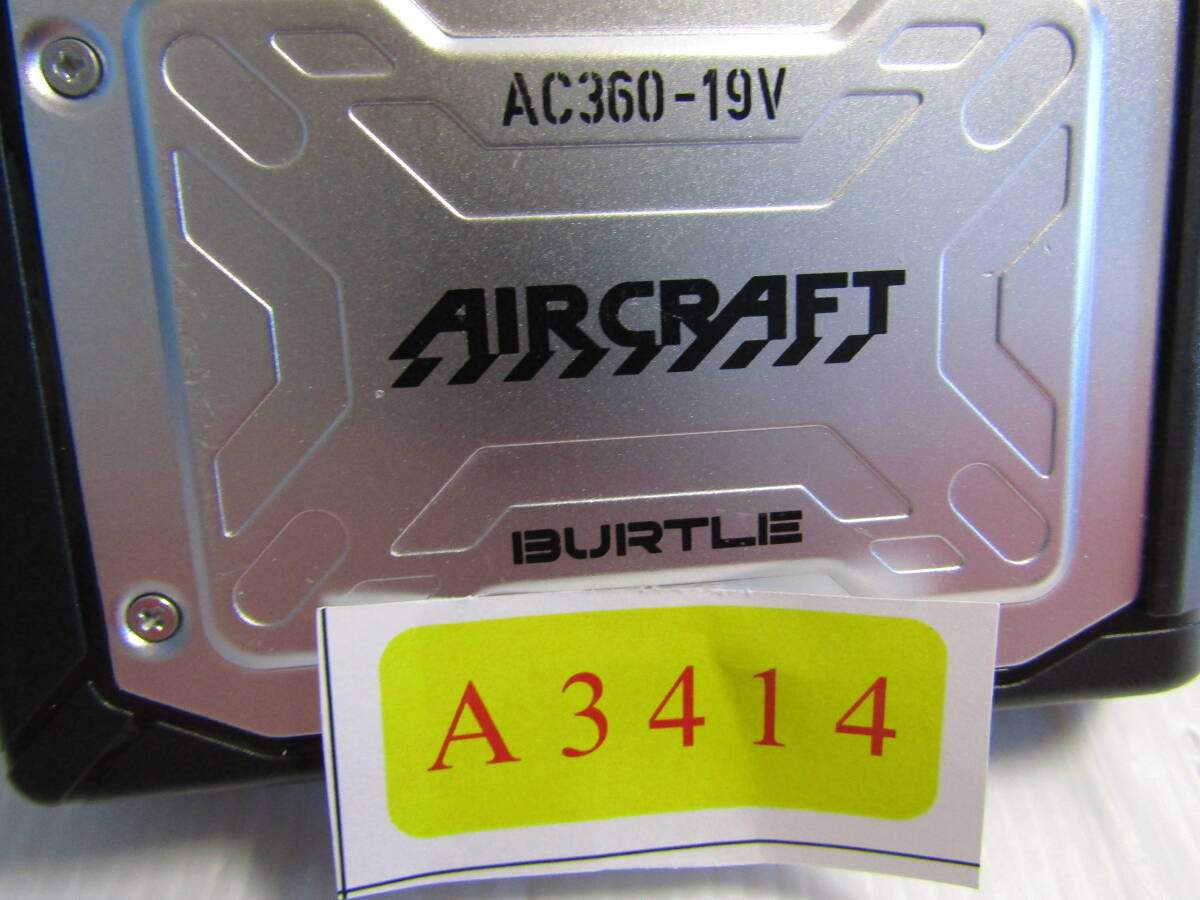 AC360-19V
AIRCRAFT
BURTLE
A3414